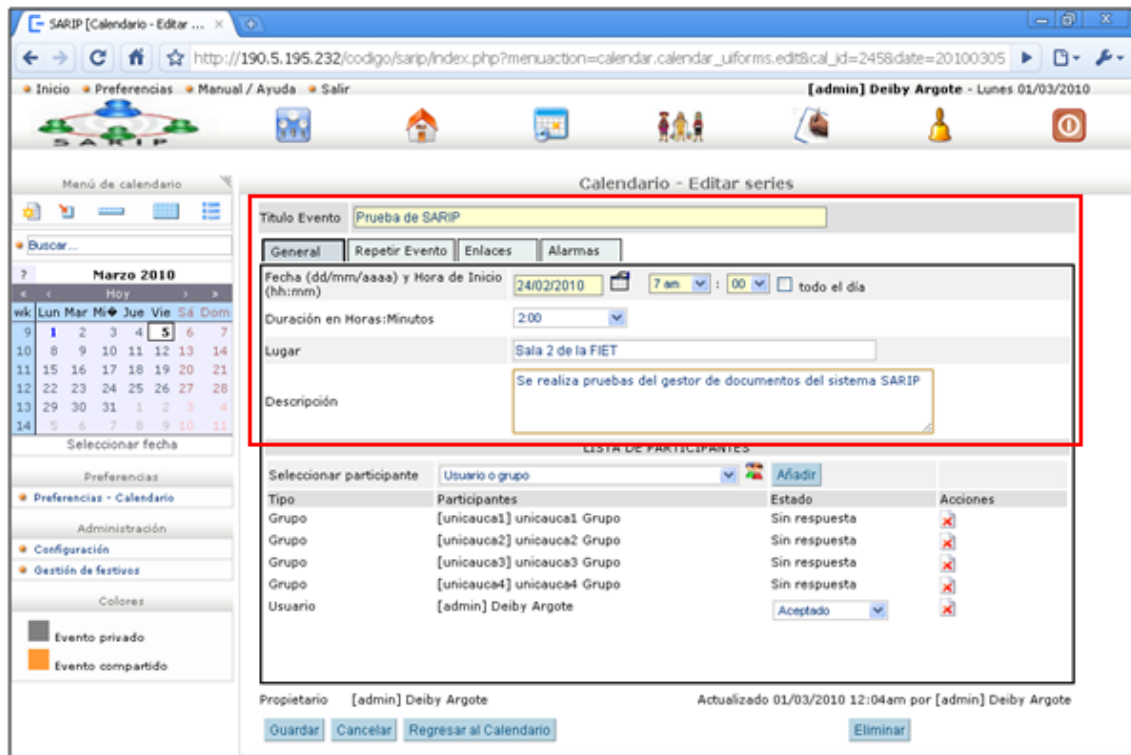 SARIP [Calendario - Editar ...
http://190.5.195.232/codigo/sarip/index.php?menuaction=calendar.calendar_uiforms.edit&cal_id=245&date=20100305
Inicio Preferencias Manual / Ayuda Salir [admin] Deiby Argote - Lunes 01/03/2010
SARIP
Menú de calendario
Calendario - Editar series
Buscar...
? Marzo 2010
« < Hoy > »
wk Lun Mar Mi� Jue Vie Sá Dom
9 1 2 3 4 5 6 7
10 8 9 10 11 12 13 14
11 15 16 17 18 19 20 21
12 22 23 24 25 26 27 28
13 29 30 31 1 2 3 4
14 5 6 7 8 9 10 11
Seleccionar fecha
Preferencias
Preferencias - Calendario
Administración
Configuración
Gestión de festivos
Colores
Evento privado
Evento compartido
Titulo Evento Prueba de SARIP
General Repetir Evento Enlaces Alarmas
Fecha (dd/mm/aaaa) y Hora de Inicio
(hh:mm) 24/02/2010 7 am : 00 todo el día
Duración en Horas:Minutos 2:00
Lugar Sala 2 de la FIET
Descripción Se realiza pruebas del gestor de documentos del sistema SARIP
LISTA DE PARTICIPANTES
Seleccionar participante Usuario o grupo Añadir
Tipo Participantes Estado Acciones
Grupo [unicauca1] unicauca1 Grupo Sin respuesta
Grupo [unicauca2] unicauca2 Grupo Sin respuesta
Grupo [unicauca3] unicauca3 Grupo Sin respuesta
Grupo [unicauca4] unicauca4 Grupo Sin respuesta
Usuario [admin] Deiby Argote Aceptado
Propietario [admin] Deiby Argote Actualizado 01/03/2010 12:04am por [admin] Deiby Argote
Guardar Cancelar Regresar al Calendario Eliminar